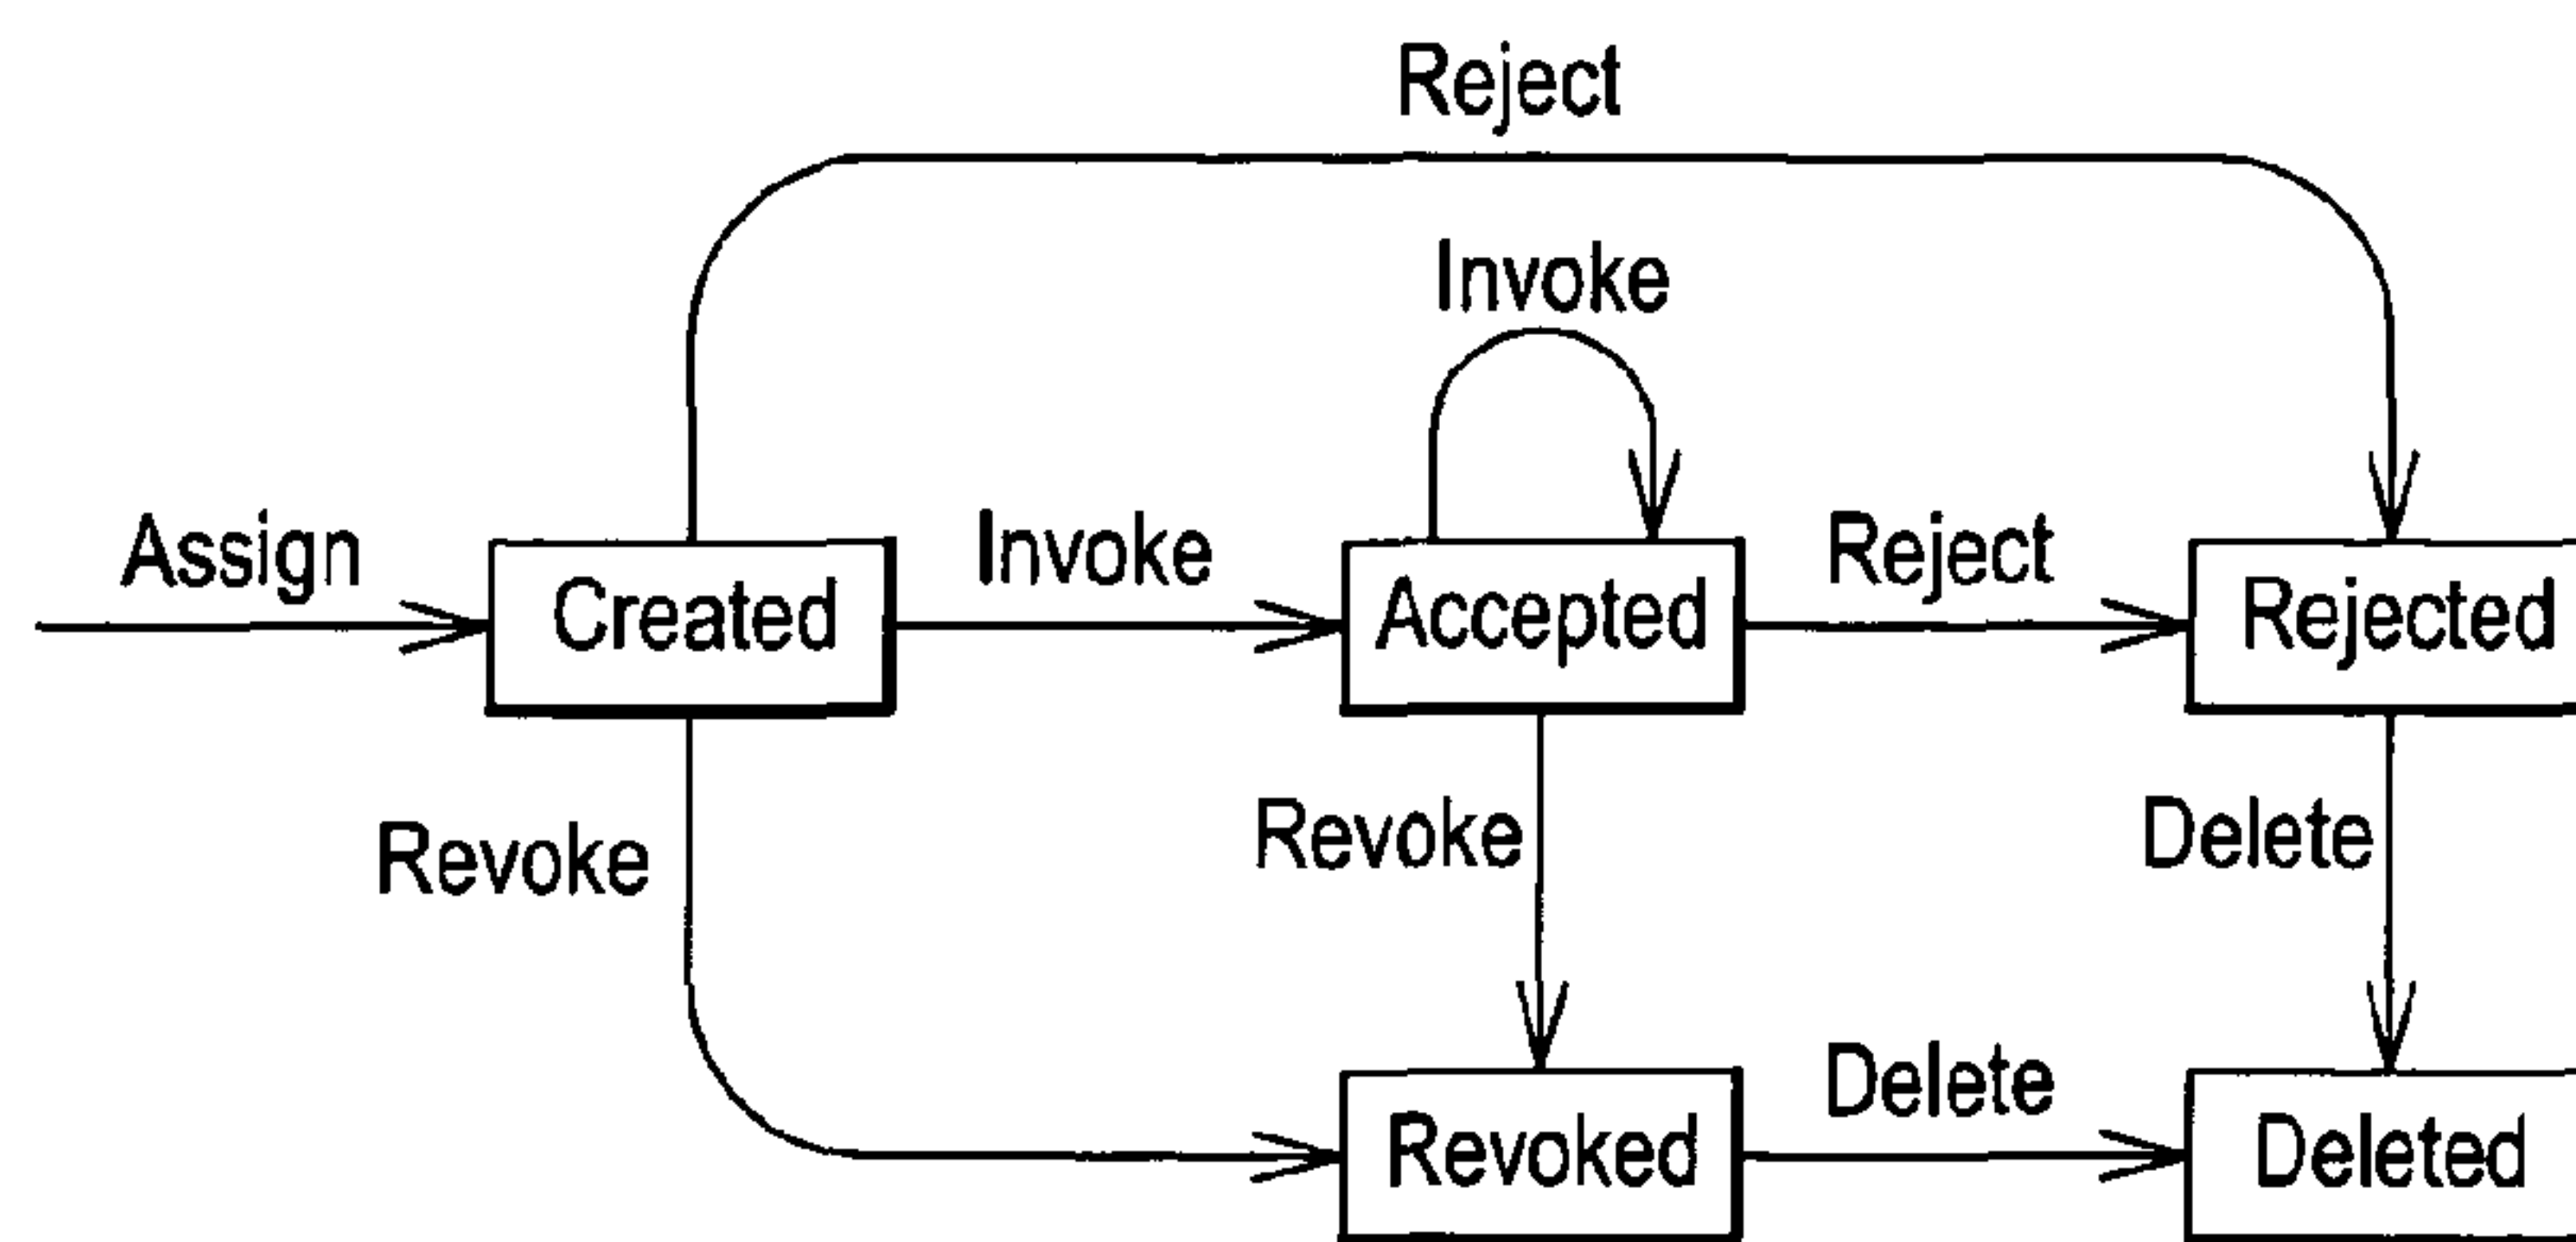 Reject
Invoke
Assign
Invoke
Reject
Created
Accepted
Rejected
Revoke
Revoke
Delete
Delete
Revoked
Deleted